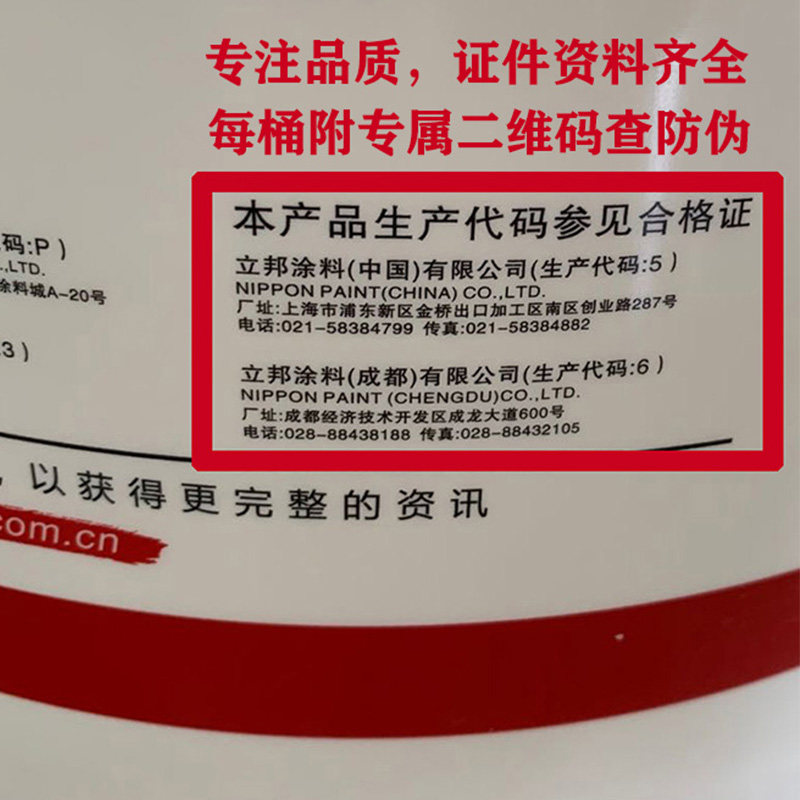 专注品质，证件资料齐全
每桶附专属二维码查防伪
本产品生产代码参见合格证
码:P）
.,LTD.
涂料城A-20号
3）
立邦涂料(中国)有限公司(生产代码:5）
NIPPON PAINT(CHINA) CO.,LTD.
厂址:上海市浦东新区金桥出口加工区南区创业路287号
电话:021-58384799 传真:021-58384882
立邦涂料(成都)有限公司(生产代码:6）
NIPPON PAINT (CHENGDU)CO.,LTD.
厂址:成都经济技术开发区成龙大道600号
电话:028-88438188 传真:028-88432105
，以获得更完整的资讯
com.cn